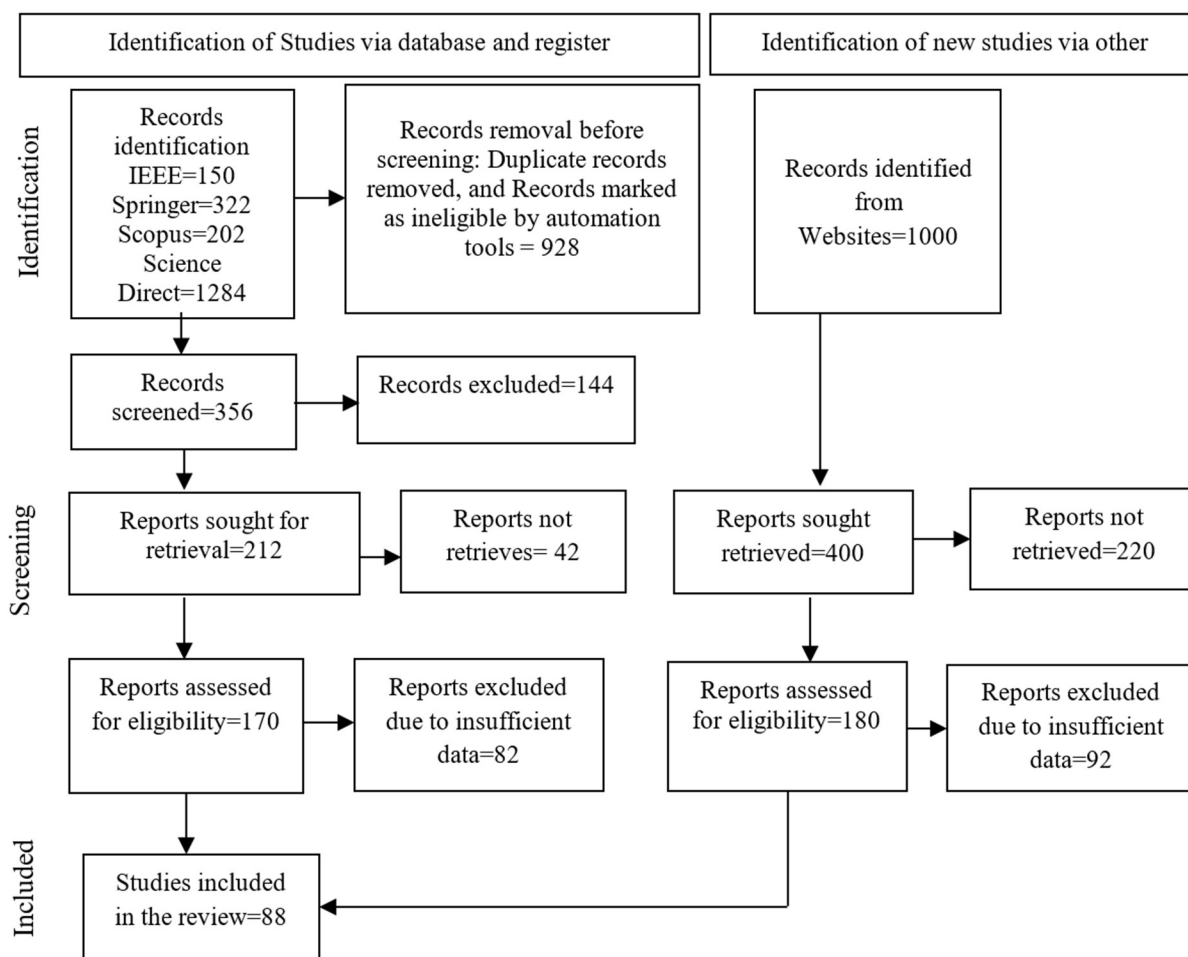 Identification of Studies via database and register
Identification of new studies via other
Identification
Records
identification
IEEE=150
Springer=322
Scopus=202
Science
Direct=1284
Records removal before
screening: Duplicate records
removed, and Records marked
as ineligible by automation
tools = 928
Records identified
from
Websites=1000
Records
screened=356
Records excluded=144
Screening
Reports sought for
retrieval=212
Reports not
retrieves= 42
Reports sought
retrieved=400
Reports not
retrieved=220
Reports assessed
for eligibility=170
Reports excluded
due to insufficient
data=82
Reports assessed
for eligibility=180
Reports excluded
due to insufficient
data=92
Included
Studies included
in the review=88